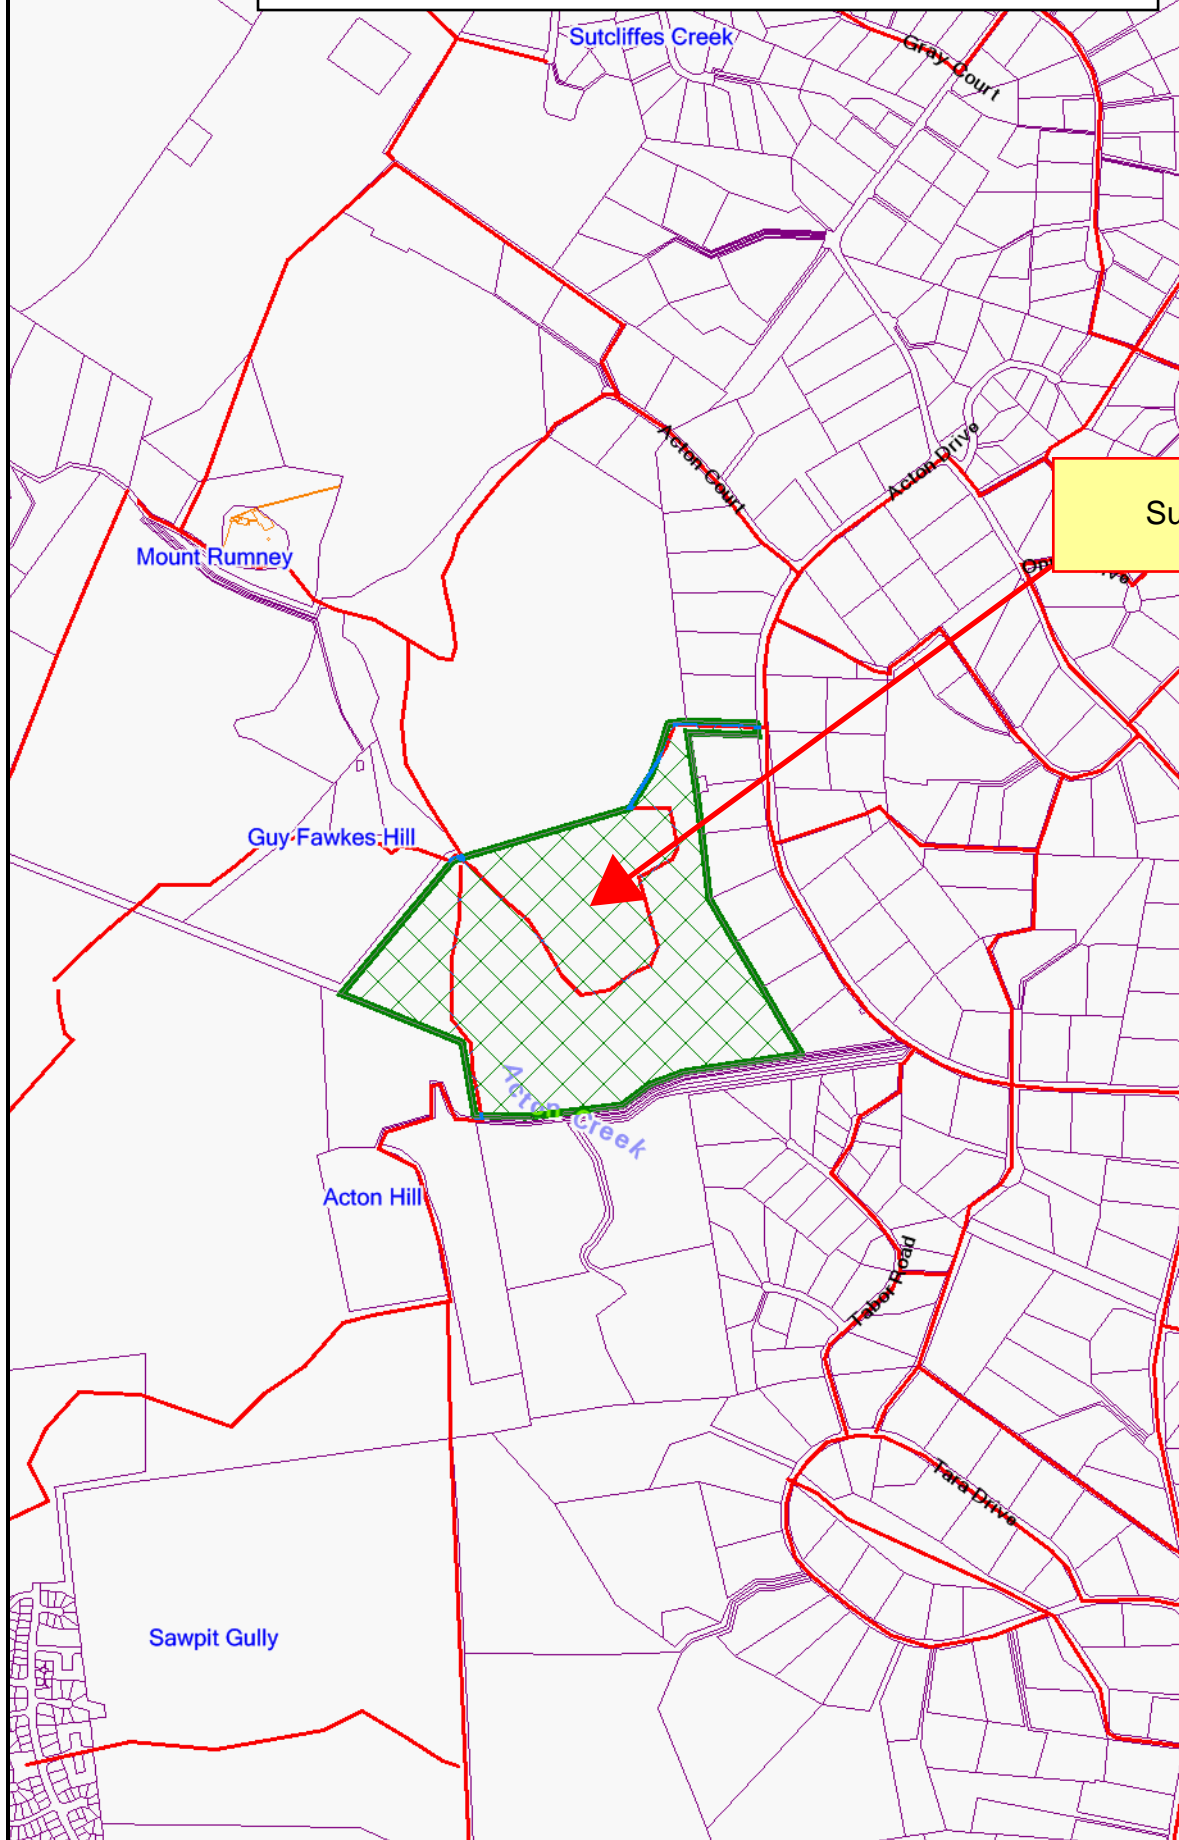 Sutcliffes Creek
Gray Court
Acton Court
Acton Drive
Su
Mount Rumney
Guy Fawkes Hill
Acton Creek
Acton Hill
Tabor Road
Tara Drive
Sawpit Gully